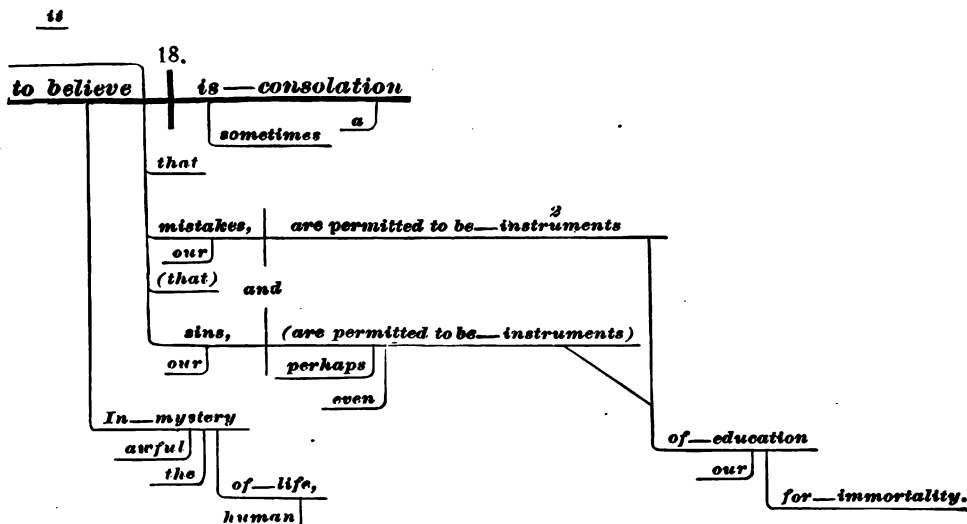 it
18.
to believe is—consolation
sometimes a
that
2
mistakes, are permitted to be—instruments
our
(that) and
sins, (are permitted to be—instruments)
our perhaps
even
In—mystery
awful of—education
the our
of—life, for—immortality.
human